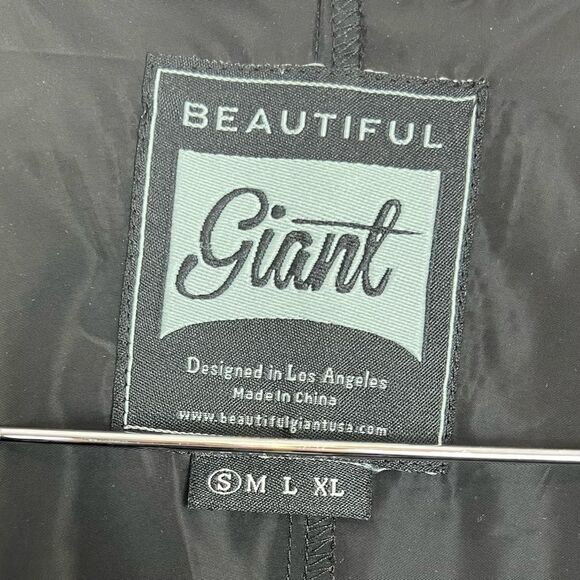 BEAUTIFUL
Giant
Designed in Los Angeles
Made in China
www.beautifulgiantusa.com
S M L XL